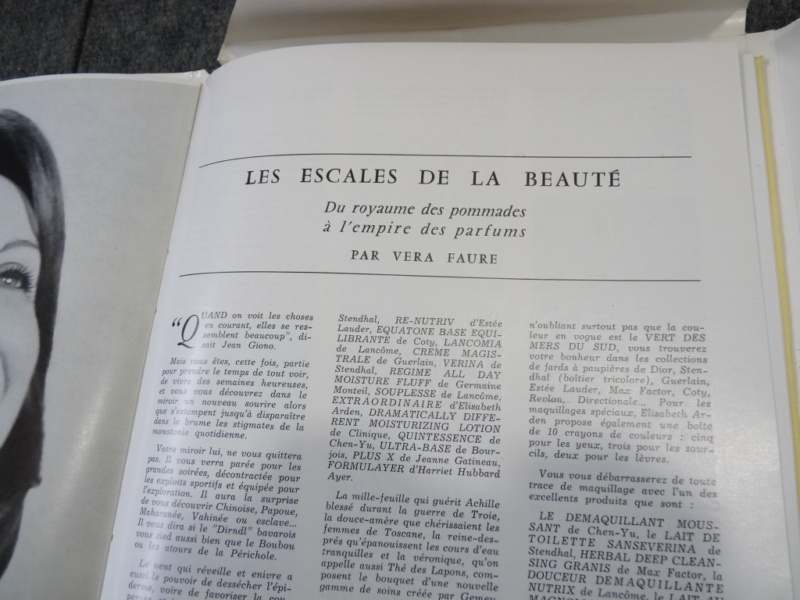 LES ESCALES DE LA BEAUTÉ
Du royaume des pommades
à l'empire des parfums
PAR VERA FAURE
"QUAND on voit les choses
en courant, elles se res-
semblent beaucoup", di-
sait Jean Giono.
Mais vous êtes, cette fois, partie
pour prendre le temps de tout voir,
de vivre des semaines heureuses,
et vous vous découvrez dans le
miroir un nouveau sourire alors
que s'estompent jusqu'à disparaître
dans la brume les stigmates de la
monotonie quotidienne.
Votre miroir lui, ne vous quittera
pas. Il vous verra parée pour les
grandes soirées, décontractée pour
les exploits sportifs et équipée pour
l'exploration. Il aura la surprise
de vous découvrir Chinoise, Papoue,
Maharanée, Vahinée ou esclave...
Il vous dira si le "Dirndl" bavarois
vous sied aussi bien que le Boubou
ou les atours de la Périchole.
Le vent qui réveille et enivre a
aussi le pouvoir de dessécher l'épi-
derme, voire de favoriser la cou-
Stendhal, RE-NUTRIV d'Estée
Lauder, EQUATONE BASE EQUI-
LIBRANTE de Coty, LANCOMIA
de Lancôme, CREME MAGIS-
TRALE de Guerlain, VERINA de
Stendhal, REGIME ALL DAY
MOISTURE FLUFF de Germaine
Monteil, SOUPLESSE de Lancôme,
EXTRAORDINAIRE d'Elisabeth
Arden, DRAMATICALLY DIFFE-
RENT MOISTURIZING LOTION
de Clinique, QUINTESSENCE de
Chen-Yu, ULTRA-BASE de Bour-
jois, PLUS X de Jeanne Gatineau,
FORMULAYER d'Harriet Hubbard
Ayer.
La mille-feuille qui guérit Achille
blessé durant la guerre de Troie,
la douce-amère que chérissaient les
femmes de Toscane, la reine-des-
prés qu'épanouissent les cours d'eau
tranquilles et la véronique, qu'on
appelle aussi Thé des Lapons, com-
posent le bouquet d'une nouvelle
gamme de soins créée par Gemey
n'oubliant surtout pas que la cou-
leur en vogue est le VERT DES
MERS DU SUD, vous trouverez
votre bonheur dans les collections
de fards à paupières de Dior, Sten-
dhal (boîtier tricolore), Guerlain,
Estée Lauder, Max Factor, Coty,
Revlon, Directionale... Pour les
maquillages spéciaux, Elisabeth Ar-
den propose également une boîte
de 10 crayons de couleurs : cinq
pour les yeux, trois pour les sour-
cils, deux pour les lèvres.
Vous vous débarrasserez de toute
trace de maquillage avec l'un des
excellents produits que sont :
LE DEMAQUILLANT MOUS-
SANT de Chen-Yu, le LAIT DE
TOILETTE SANSEVERINA de
Stendhal, HERBAL DEEP CLEAN-
SING GRANIS de Max Factor, la
DOUCEUR DEMAQUILLANTE
NUTRIX de Lancôme, le LAIT AU